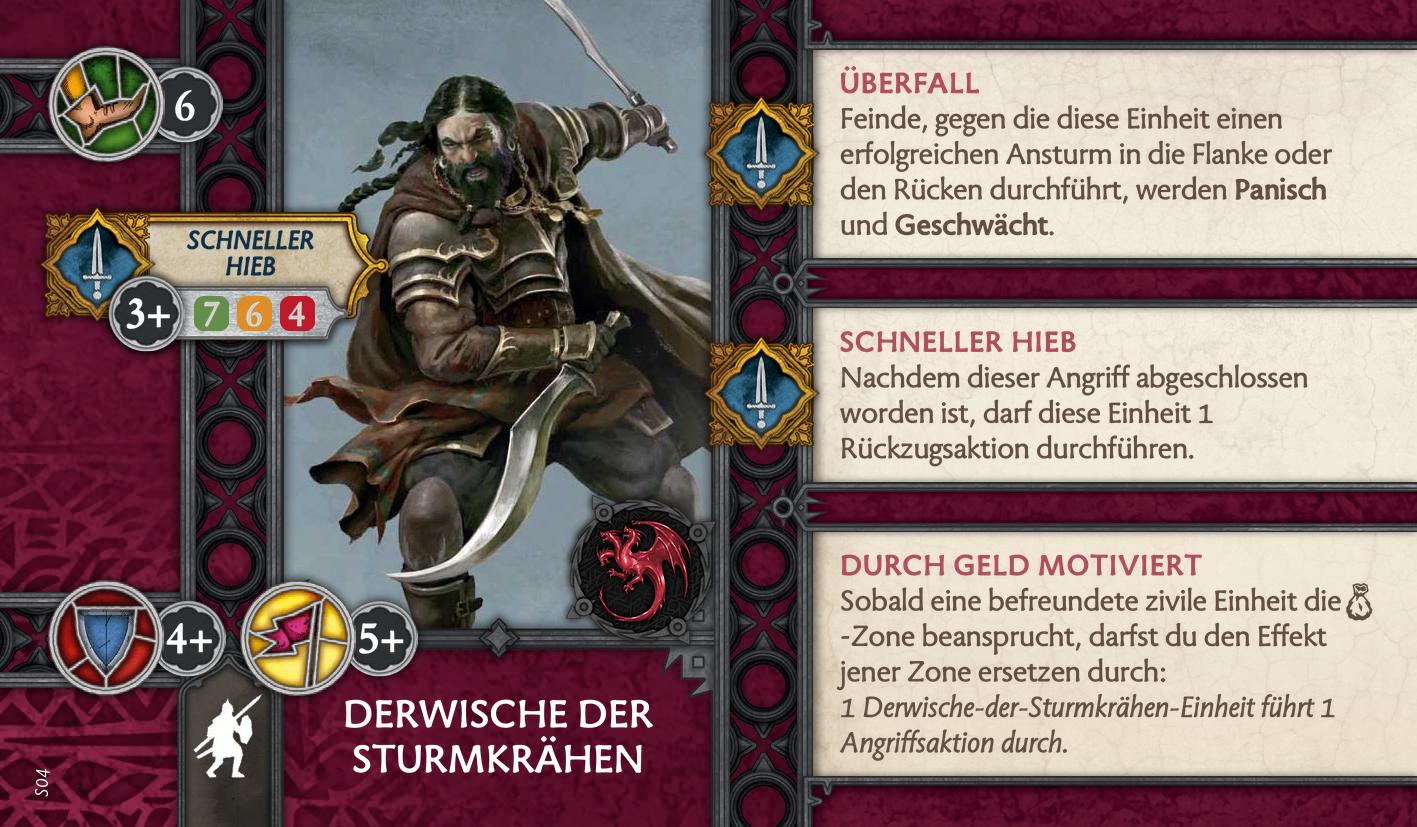 6
SCHNELLER
HIEB
3+ 7 6 4
4+ 5+
DERWISCHE DER
STURMKRÄHEN
S04
ÜBERFALL
Feinde, gegen die diese Einheit einen
erfolgreichen Ansturm in die Flanke oder
den Rücken durchführt, werden Panisch
und Geschwächt.
SCHNELLER HIEB
Nachdem dieser Angriff abgeschlossen
worden ist, darf diese Einheit 1
Rückzugsaktion durchführen.
DURCH GELD MOTIVIERT
Sobald eine befreundete zivile Einheit die
-Zone beansprucht, darfst du den Effekt
jener Zone ersetzen durch:
1 Derwische-der-Sturmkrähen-Einheit führt 1
Angriffsaktion durch.